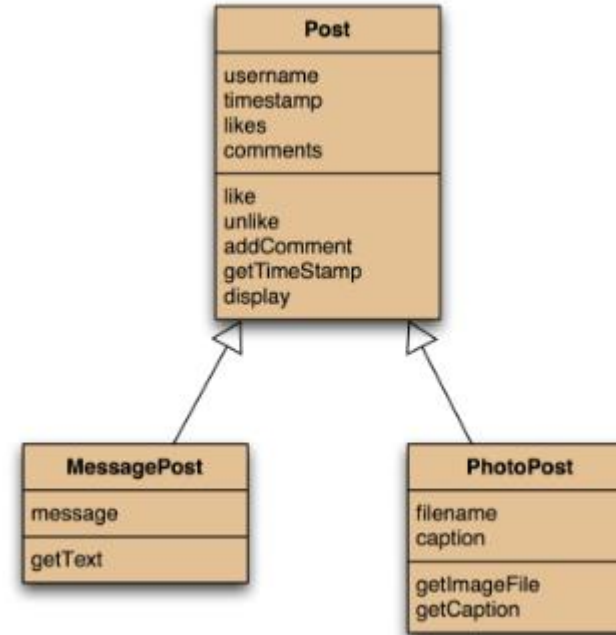 Post
username
timestamp
likes
comments
like
unlike
addComment
getTimeStamp
display
MessagePost
message
getText
PhotoPost
filename
caption
getImageFile
getCaption